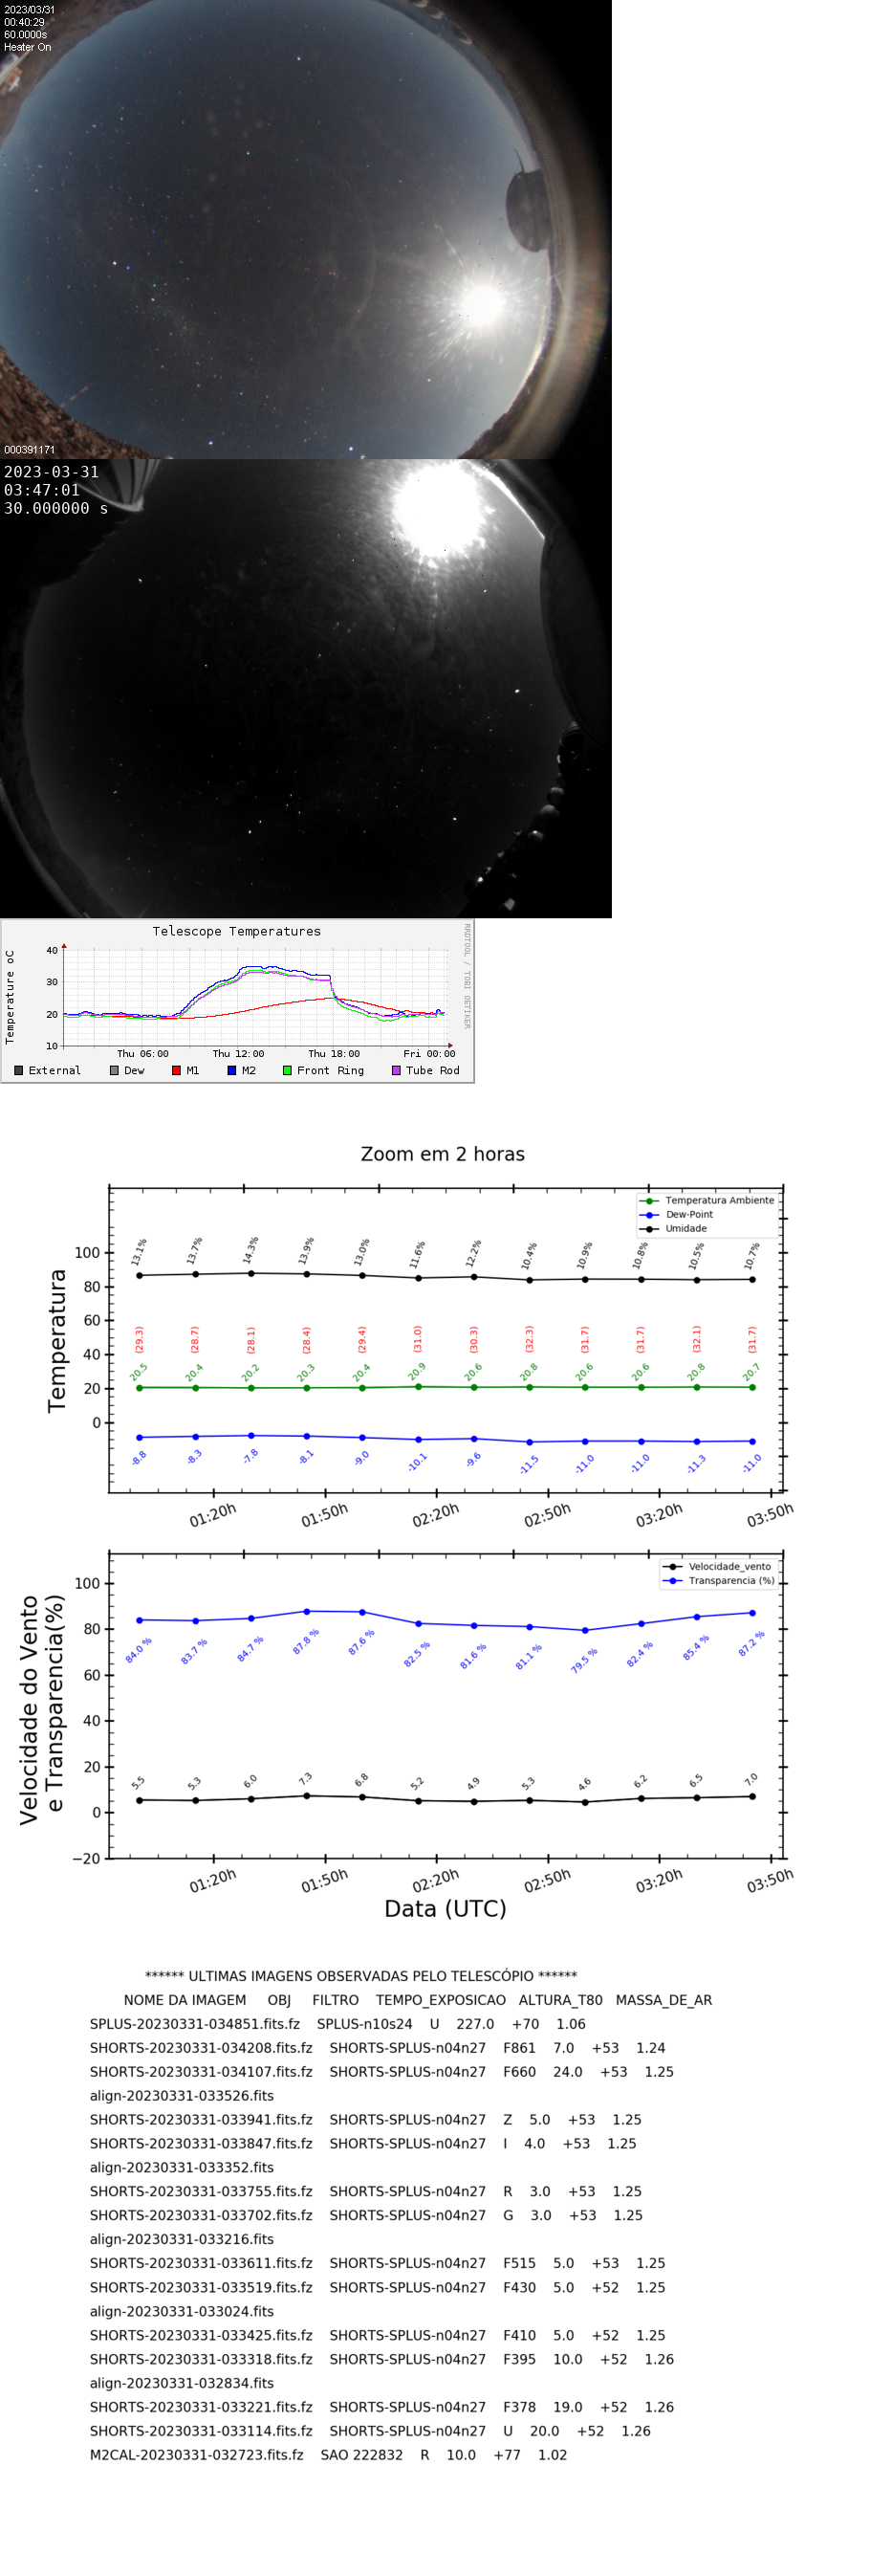 2023/03/31
00:40:29
60.0000s
Heater On
000391171
2023-03-31
03:47:01
30.000000 s
Telescope Temperatures
Temperature oC
40
30
20
10
Thu 06:00
Thu 12:00
Thu 18:00
Fri 00:00
External
Dew
M1
M2
Front Ring
Tube Rod
RRDTOOL / TOBI OETIKER
Zoom em 2 horas
Temperatura Ambiente
Dew-Point
Umidade
Temperatura
100
80
60
40
20
0
13.1% 13.7% 14.3% 13.9% 13.0% 11.6% 12.2% 10.4% 10.9% 10.8% 10.5% 10.7%
(29.3) (28.7) (28.1) (28.4) (29.4) (31.0) (30.3) (32.3) (31.7) (31.7) (32.1) (31.7)
20.5 20.4 20.2 20.3 20.4 20.9 20.6 20.8 20.6 20.6 20.8 20.7
-8.8 -8.3 -7.8 -8.1 -9.0 -10.1 -9.6 -11.5 -11.0 -11.0 -11.3 -11.0
01:20h 01:50h 02:20h 02:50h 03:20h 03:50h
Velocidade_vento
Transparencia (%)
Velocidade do Vento
e Transparencia(%)
100
80
60
40
20
0
−20
84.0 % 83.7 % 84.7 % 87.8 % 87.6 % 82.5 % 81.6 % 81.1 % 79.5 % 82.4 % 85.4 % 87.2 %
5.5 5.3 6.0 7.3 6.8 5.2 4.9 5.3 4.6 6.2 6.5 7.0
01:20h 01:50h 02:20h 02:50h 03:20h 03:50h
Data (UTC)
****** ULTIMAS IMAGENS OBSERVADAS PELO TELESCÓPIO ******
NOME DA IMAGEM OBJ FILTRO TEMPO_EXPOSICAO ALTURA_T80 MASSA_DE_AR
SPLUS-20230331-034851.fits.fz SPLUS-n10s24 U 227.0 +70 1.06
SHORTS-20230331-034208.fits.fz SHORTS-SPLUS-n04n27 F861 7.0 +53 1.24
SHORTS-20230331-034107.fits.fz SHORTS-SPLUS-n04n27 F660 24.0 +53 1.25
align-20230331-033526.fits
SHORTS-20230331-033941.fits.fz SHORTS-SPLUS-n04n27 Z 5.0 +53 1.25
SHORTS-20230331-033847.fits.fz SHORTS-SPLUS-n04n27 I 4.0 +53 1.25
align-20230331-033352.fits
SHORTS-20230331-033755.fits.fz SHORTS-SPLUS-n04n27 R 3.0 +53 1.25
SHORTS-20230331-033702.fits.fz SHORTS-SPLUS-n04n27 G 3.0 +53 1.25
align-20230331-033216.fits
SHORTS-20230331-033611.fits.fz SHORTS-SPLUS-n04n27 F515 5.0 +53 1.25
SHORTS-20230331-033519.fits.fz SHORTS-SPLUS-n04n27 F430 5.0 +52 1.25
align-20230331-033024.fits
SHORTS-20230331-033425.fits.fz SHORTS-SPLUS-n04n27 F410 5.0 +52 1.25
SHORTS-20230331-033318.fits.fz SHORTS-SPLUS-n04n27 F395 10.0 +52 1.26
align-20230331-032834.fits
SHORTS-20230331-033221.fits.fz SHORTS-SPLUS-n04n27 F378 19.0 +52 1.26
SHORTS-20230331-033114.fits.fz SHORTS-SPLUS-n04n27 U 20.0 +52 1.26
M2CAL-20230331-032723.fits.fz SAO 222832 R 10.0 +77 1.02